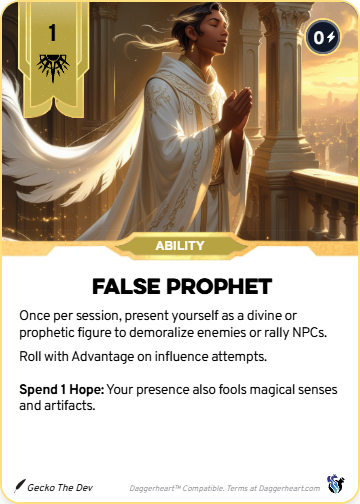 1
0
ABILITY
FALSE PROPHET
Once per session, present yourself as a divine or
prophetic figure to demoralize enemies or rally NPCs.
Roll with Advantage on influence attempts.
Spend 1 Hope: Your presence also fools magical senses
and artifacts.
Gecko The Dev
Daggerheart™ Compatible. Terms at Daggerheart.com